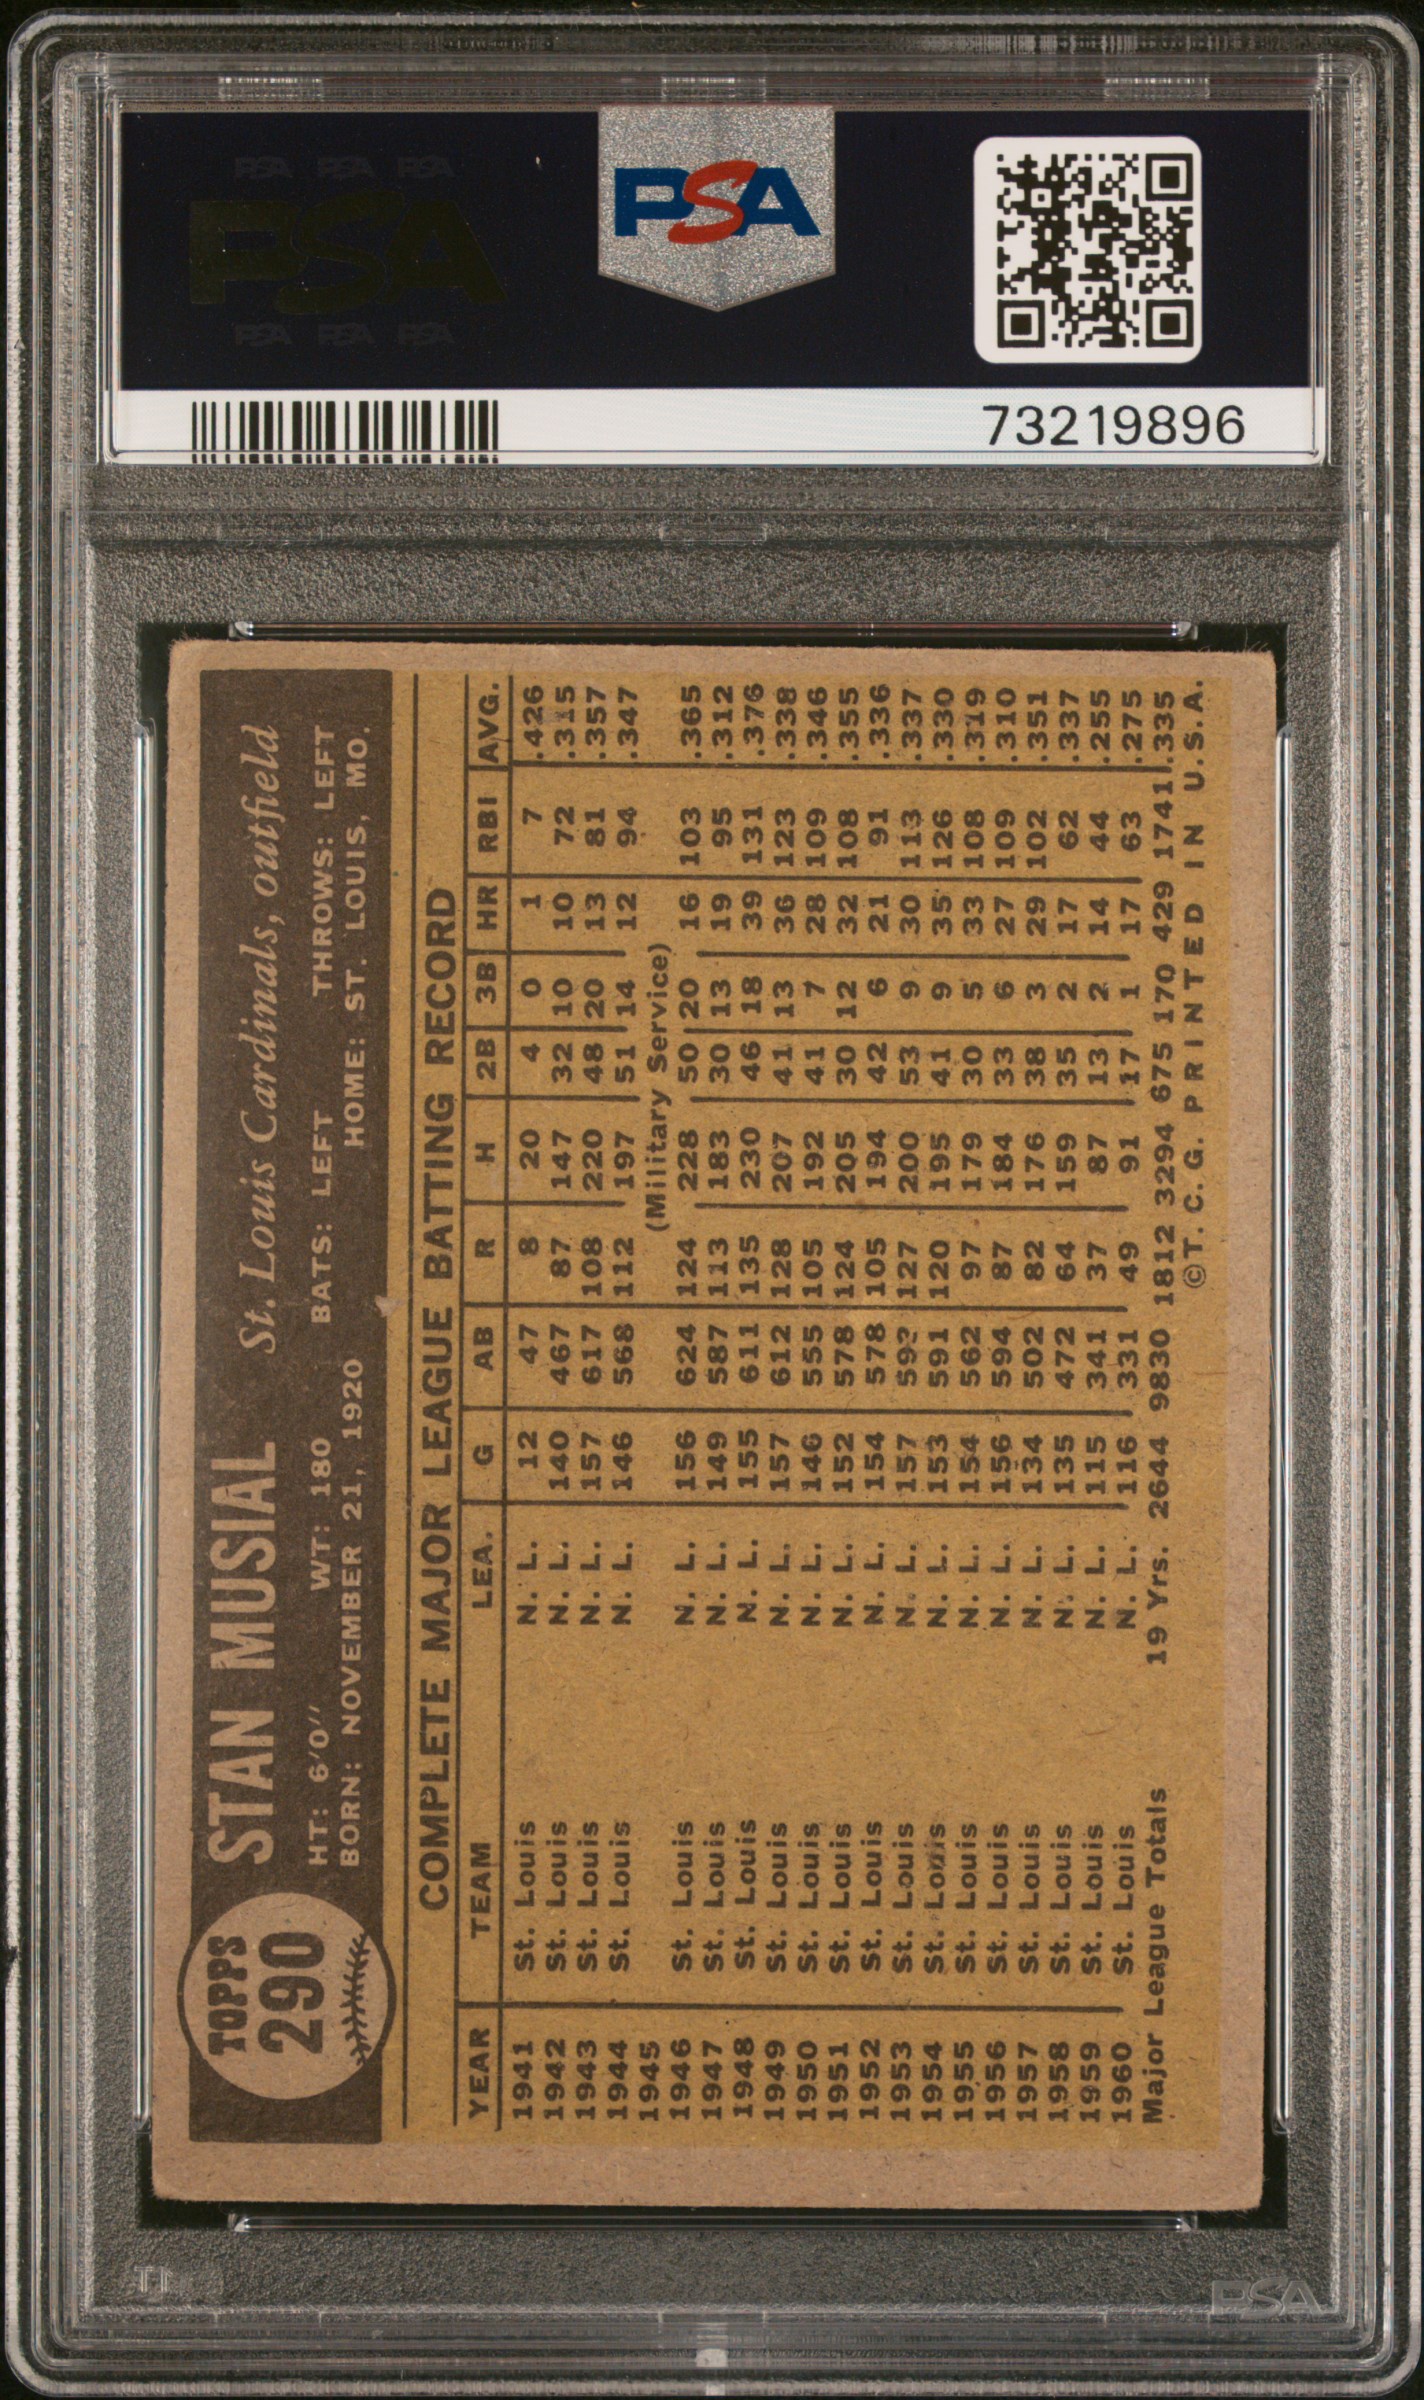 PSA PSA PSA
PSA
PSA PSA PSA
PSA
73219896
TOPPS
290
STAN MUSIAL St. Louis Cardinals, outfield
HT: 6'0'' WT: 180 BATS: LEFT THROWS: LEFT
BORN: NOVEMBER 21, 1920 HOME: ST. LOUIS, MO.
COMPLETE MAJOR LEAGUE BATTING RECORD
YEAR TEAM LEA. G AB R H 2B 3B HR RBI AVG.
1941 St. Louis N. L. 12 47 8 20 4 0 1 7 .426
1942 St. Louis N. L. 140 467 87 147 32 10 10 72 .315
1943 St. Louis N. L. 157 617 108 220 48 20 13 81 .357
1944 St. Louis N. L. 146 568 112 197 51 14 12 94 .347
1945 (Military Service)
1946 St. Louis N. L. 156 624 124 228 50 20 16 103 .365
1947 St. Louis N. L. 149 587 113 183 30 13 19 95 .312
1948 St. Louis N. L. 155 611 135 230 46 18 39 131 .376
1949 St. Louis N. L. 157 612 128 207 41 13 36 123 .338
1950 St. Louis N. L. 146 555 105 192 41 7 28 109 .346
1951 St. Louis N. L. 152 578 124 205 30 12 32 108 .355
1952 St. Louis N. L. 154 578 105 194 42 6 21 91 .336
1953 St. Louis N. L. 157 593 127 200 53 9 30 113 .337
1954 St. Louis N. L. 153 591 120 195 41 9 35 126 .330
1955 St. Louis N. L. 154 562 97 179 30 5 33 108 .319
1956 St. Louis N. L. 156 594 87 184 33 6 27 109 .310
1957 St. Louis N. L. 134 502 82 176 38 3 29 102 .351
1958 St. Louis N. L. 135 472 64 159 35 2 17 62 .337
1959 St. Louis N. L. 115 341 37 87 13 2 14 44 .255
1960 St. Louis N. L. 116 331 49 91 17 1 17 63 .275
Major League Totals 19 Yrs. 2644 9830 1812 3294 675 170 429 1741 .335
©T. C. G. PRINTED IN U.S.A.
PSA